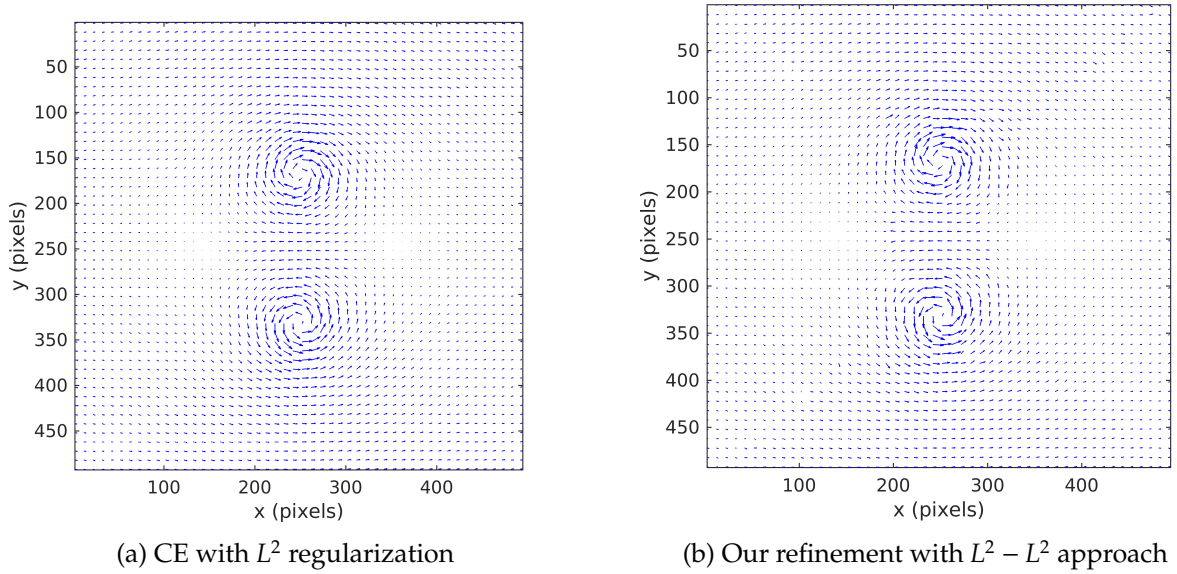 50
100
150
200
50
300
350
400
450
y (pixels)
100 200 300 400
x (pixels)
(a) CE with L² regularization
50
100
150
200
50
300
350
400
450
y (pixels)
100 200 300 400
x (pixels)
(b) Our refinement with L² – L² approach